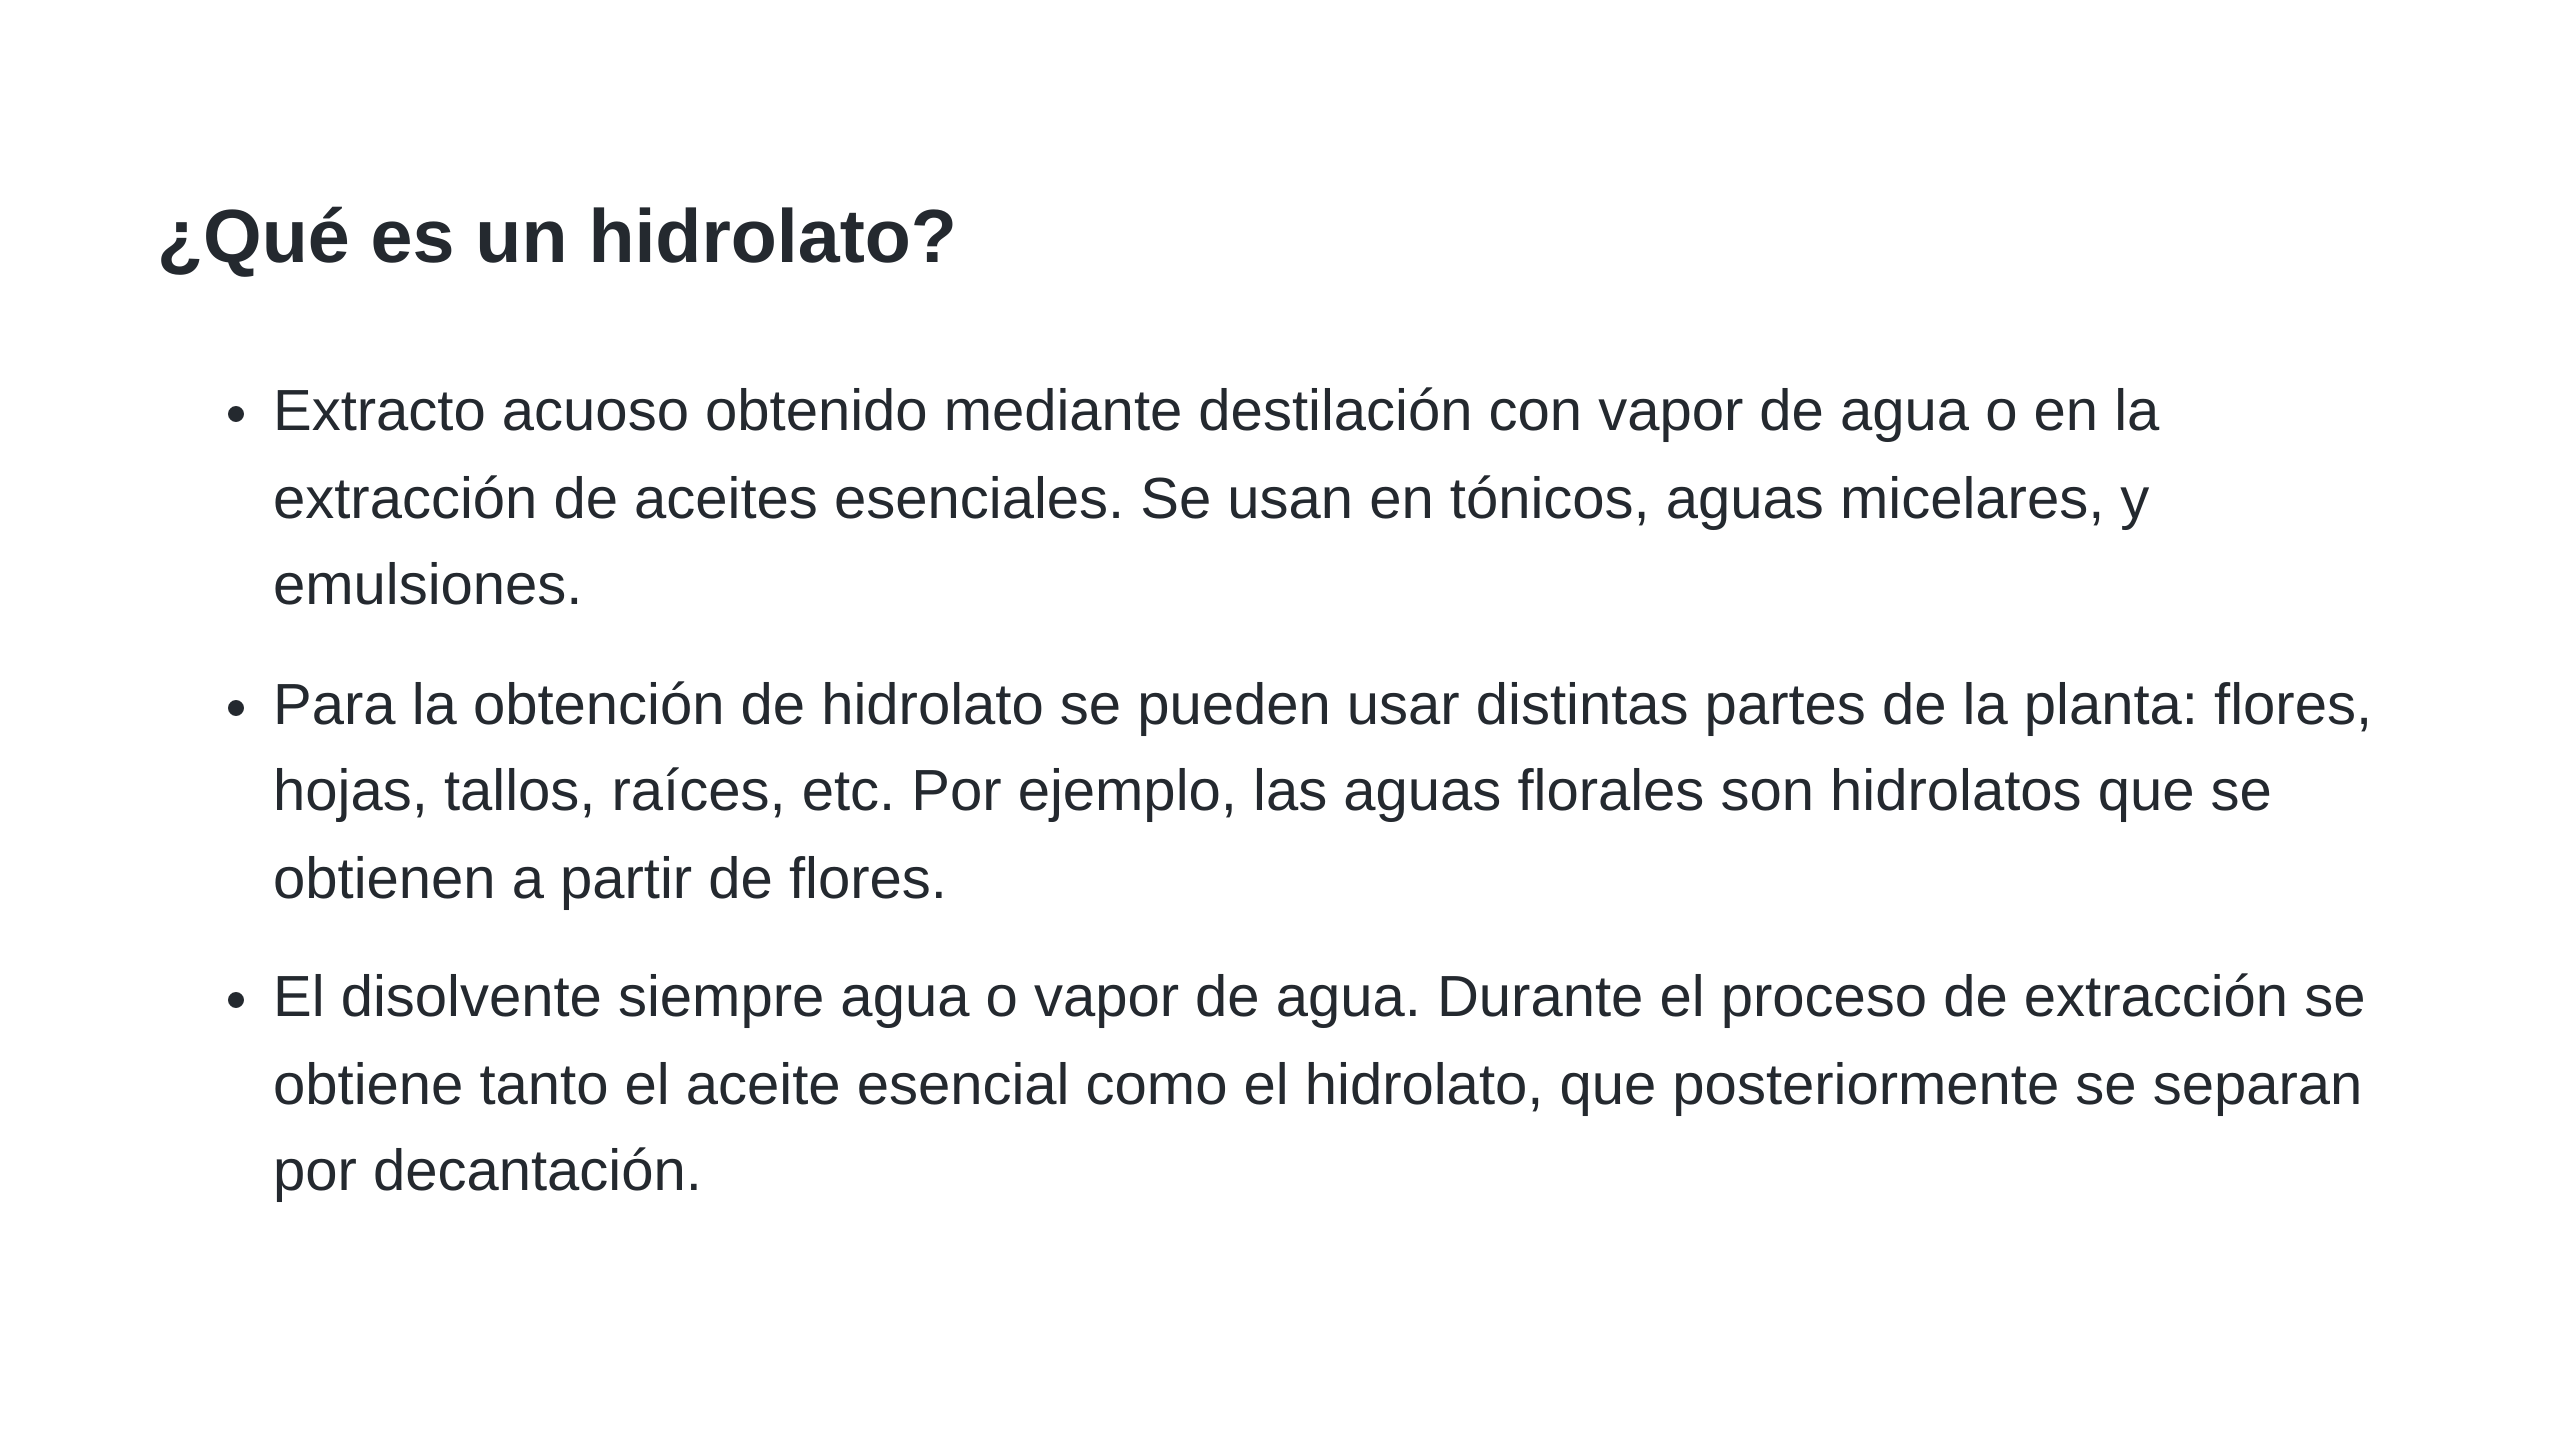 ¿Qué es un hidrolato?
• Extracto acuoso obtenido mediante destilación con vapor de agua o en la
extracción de aceites esenciales. Se usan en tónicos, aguas micelares, y
emulsiones.
• Para la obtención de hidrolato se pueden usar distintas partes de la planta: flores,
hojas, tallos, raíces, etc. Por ejemplo, las aguas florales son hidrolatos que se
obtienen a partir de flores.
• El disolvente siempre agua o vapor de agua. Durante el proceso de extracción se
obtiene tanto el aceite esencial como el hidrolato, que posteriormente se separan
por decantación.